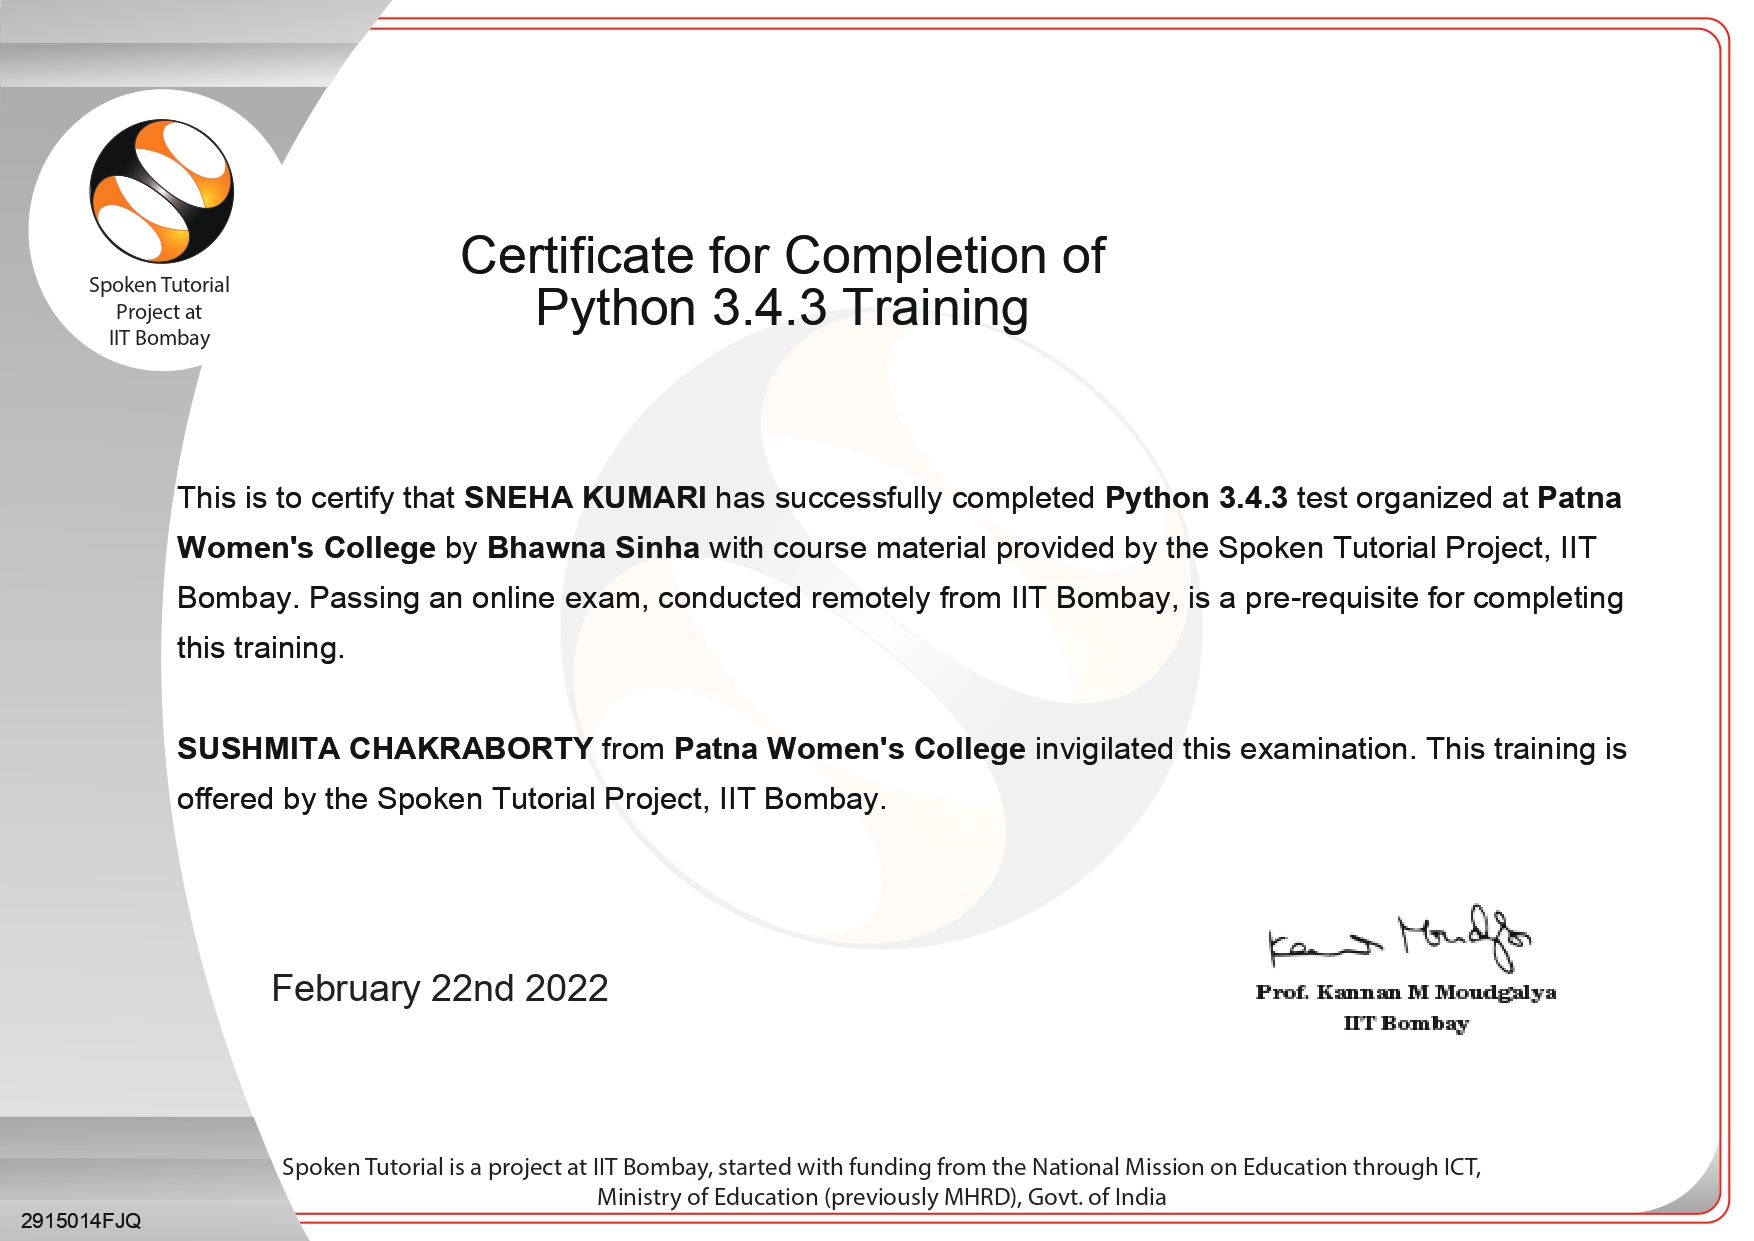 Spoken Tutorial
Project at
IIT Bombay
Certificate for Completion of
Python 3.4.3 Training
This is to certify that SNEHA KUMARI has successfully completed Python 3.4.3 test organized at Patna
Women's College by Bhawna Sinha with course material provided by the Spoken Tutorial Project, IIT
Bombay. Passing an online exam, conducted remotely from IIT Bombay, is a pre-requisite for completing
this training.
SUSHMITA CHAKRABORTY from Patna Women's College invigilated this examination. This training is
offered by the Spoken Tutorial Project, IIT Bombay.
February 22nd 2022
Kannan Moudgalya
Prof. Kannan M Moudgalya
IIT Bombay
Spoken Tutorial is a project at IIT Bombay, started with funding from the National Mission on Education through ICT,
Ministry of Education (previously MHRD), Govt. of India
2915014FJQ